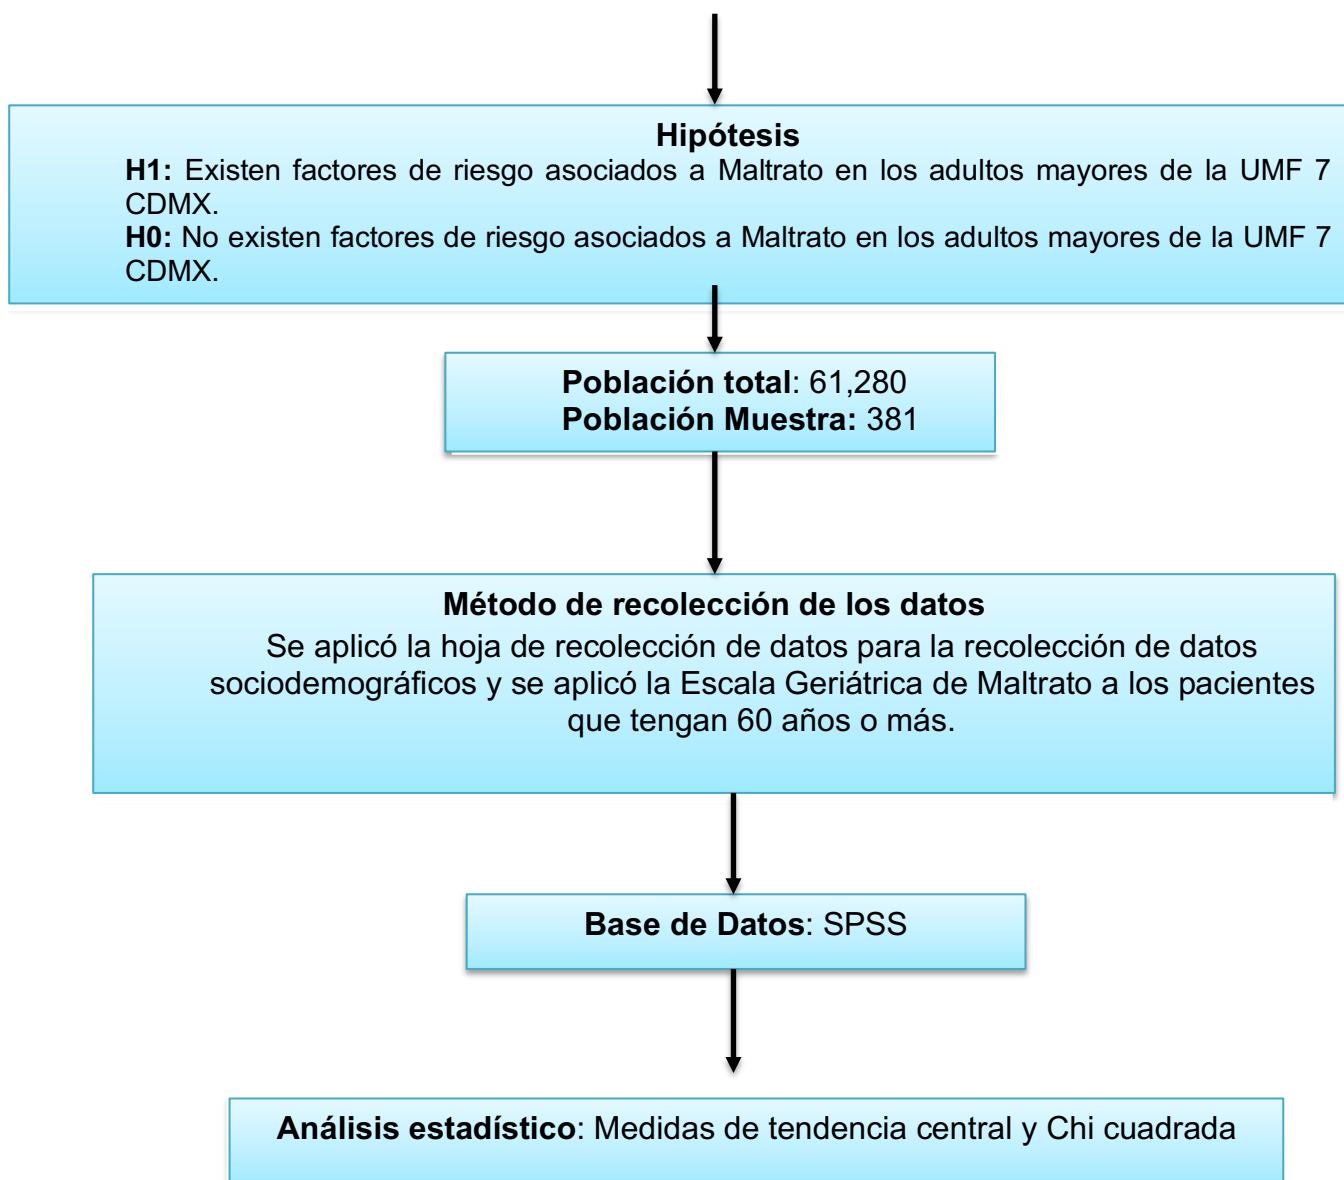 Hipótesis
H1: Existen factores de riesgo asociados a Maltrato en los adultos mayores de la UMF 7
CDMX.
H0: No existen factores de riesgo asociados a Maltrato en los adultos mayores de la UMF 7
CDMX.
Población total: 61,280
Población Muestra: 381
Método de recolección de los datos
Se aplicó la hoja de recolección de datos para la recolección de datos
sociodemográficos y se aplicó la Escala Geriátrica de Maltrato a los pacientes
que tengan 60 años o más.
Base de Datos: SPSS
Análisis estadístico: Medidas de tendencia central y Chi cuadrada